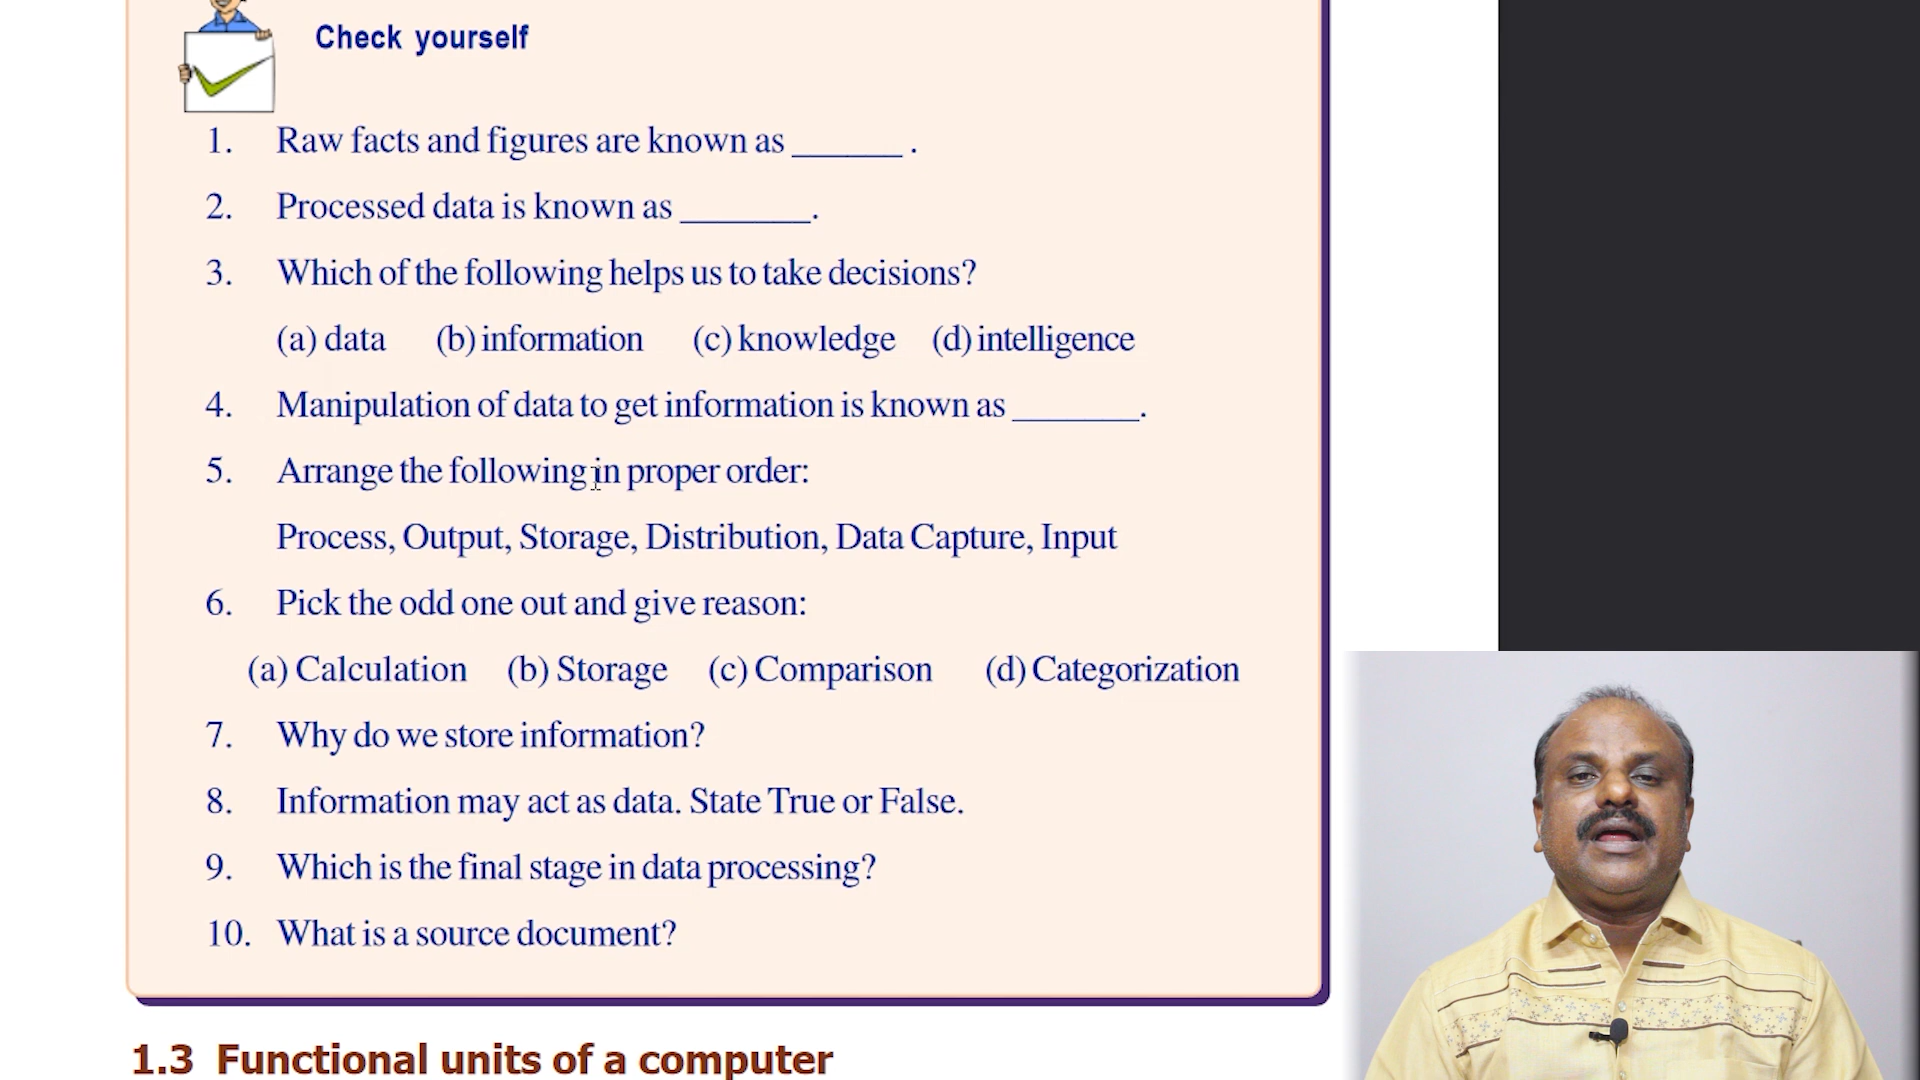 Check yourself
1. Raw facts and figures are known as ______ .
2. Processed data is known as _______.
3. Which of the following helps us to take decisions?
(a) data (b) information (c) knowledge (d) intelligence
4. Manipulation of data to get information is known as _______.
5. Arrange the following in proper order:
Process, Output, Storage, Distribution, Data Capture, Input
6. Pick the odd one out and give reason:
(a) Calculation (b) Storage (c) Comparison (d) Categorization
7. Why do we store information?
8. Information may act as data. State True or False.
9. Which is the final stage in data processing?
10. What is a source document?
1.3 Functional units of a computer